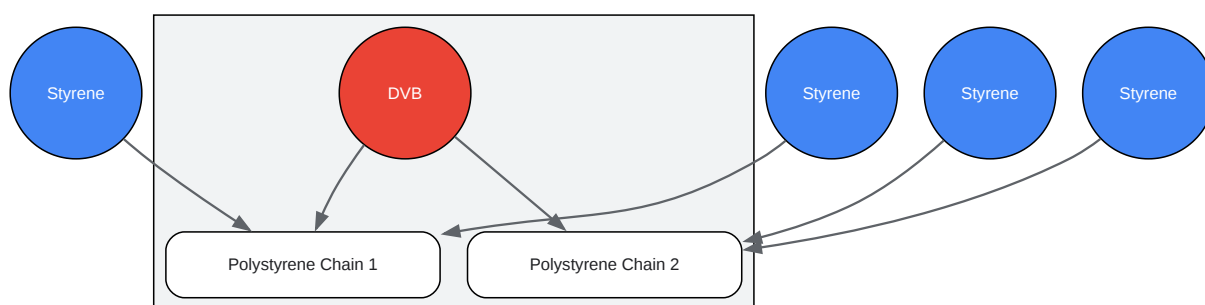 Styrene
DVB
Styrene
Styrene
Styrene
Polystyrene Chain 1
Polystyrene Chain 2